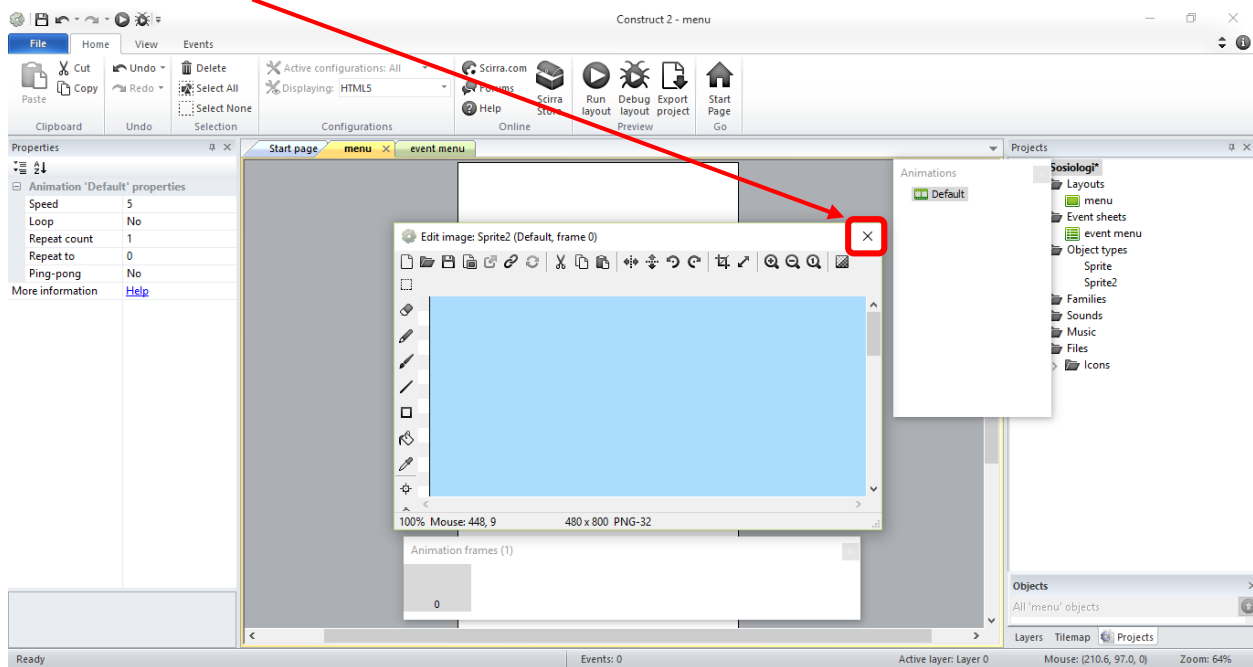 Construct 2 - menu
File Home View Events
Paste Cut Copy
Clipboard
Undo Redo
Undo
Delete
Select All
Select None
Selection
Active configurations: All
Displaying: HTML5
Configurations
Scirra.com
Forums
Help
Scirra Store
Online
Run layout
Debug layout
Export project
Preview
Start Page
Go
Properties
Animation 'Default' properties
Speed 5
Loop No
Repeat count 1
Repeat to 0
Ping-pong No
More information Help
Start page menu event menu
Edit image: Sprite2 (Default, frame 0)
100% Mouse: 448, 9 480 x 800 PNG-32
Animation frames (1)
0
Animations
Default
Projects
Sosiologi*
Layouts
menu
Event sheets
event menu
Object types
Sprite
Sprite2
Families
Sounds
Music
Files
Icons
Objects
All 'menu' objects
Layers Tilemap Projects
Ready Events: 0 Active layer: Layer 0 Mouse: (210.6, 97.0, 0) Zoom: 64%